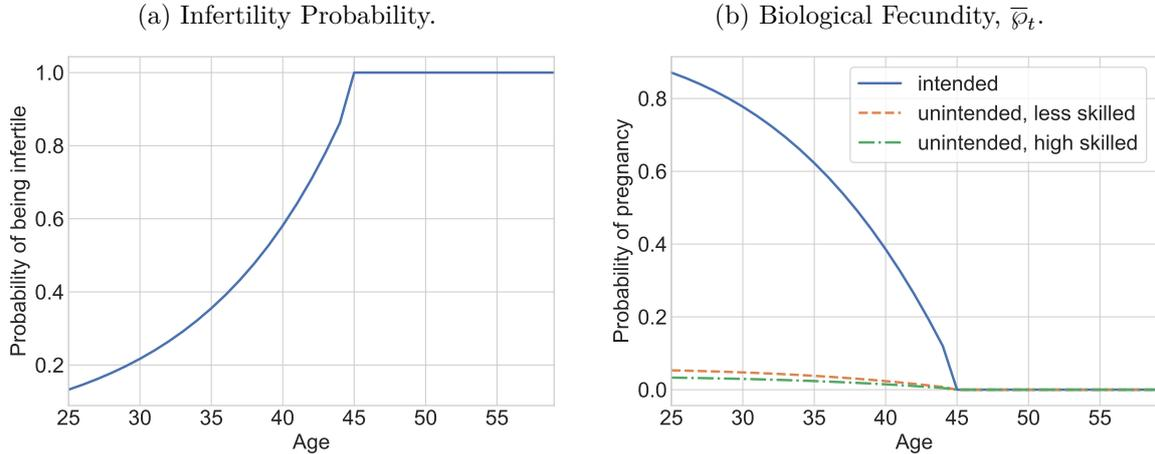 (a) Infertility Probability.
1.0
0.8
0.6
0.4
0.2
Probability of being infertile
25 30 35 40 45 50 55
Age
(b) Biological Fecundity, ℘̅ₜ.
intended
unintended, less skilled
unintended, high skilled
0.8
0.6
0.4
0.2
0.0
Probability of pregnancy
25 30 35 40 45 50 55
Age